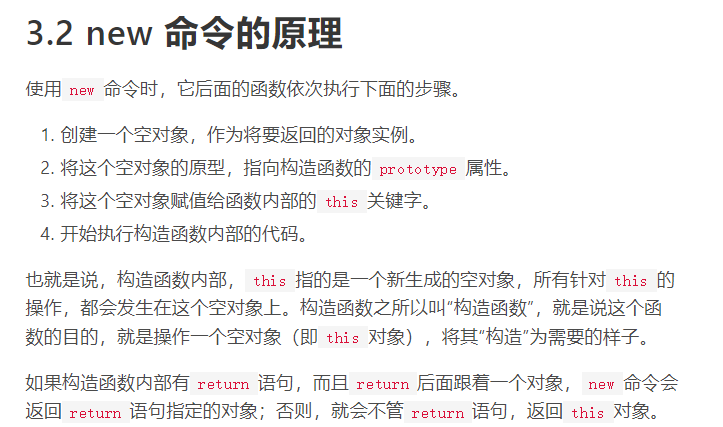 3.2 new 命令的原理
使用 new 命令时，它后面的函数依次执行下面的步骤。
1. 创建一个空对象，作为将要返回的对象实例。
2. 将这个空对象的原型，指向构造函数的 prototype 属性。
3. 将这个空对象赋值给函数内部的 this 关键字。
4. 开始执行构造函数内部的代码。
也就是说，构造函数内部， this 指的是一个新生成的空对象，所有针对 this 的
操作，都会发生在这个空对象上。构造函数之所以叫“构造函数”，就是说这个函
数的目的，就是操作一个空对象（即 this 对象），将其“构造”为需要的样子。
如果构造函数内部有 return 语句，而且 return 后面跟着一个对象， new 命令会
返回 return 语句指定的对象；否则，就会不管 return 语句，返回 this 对象。